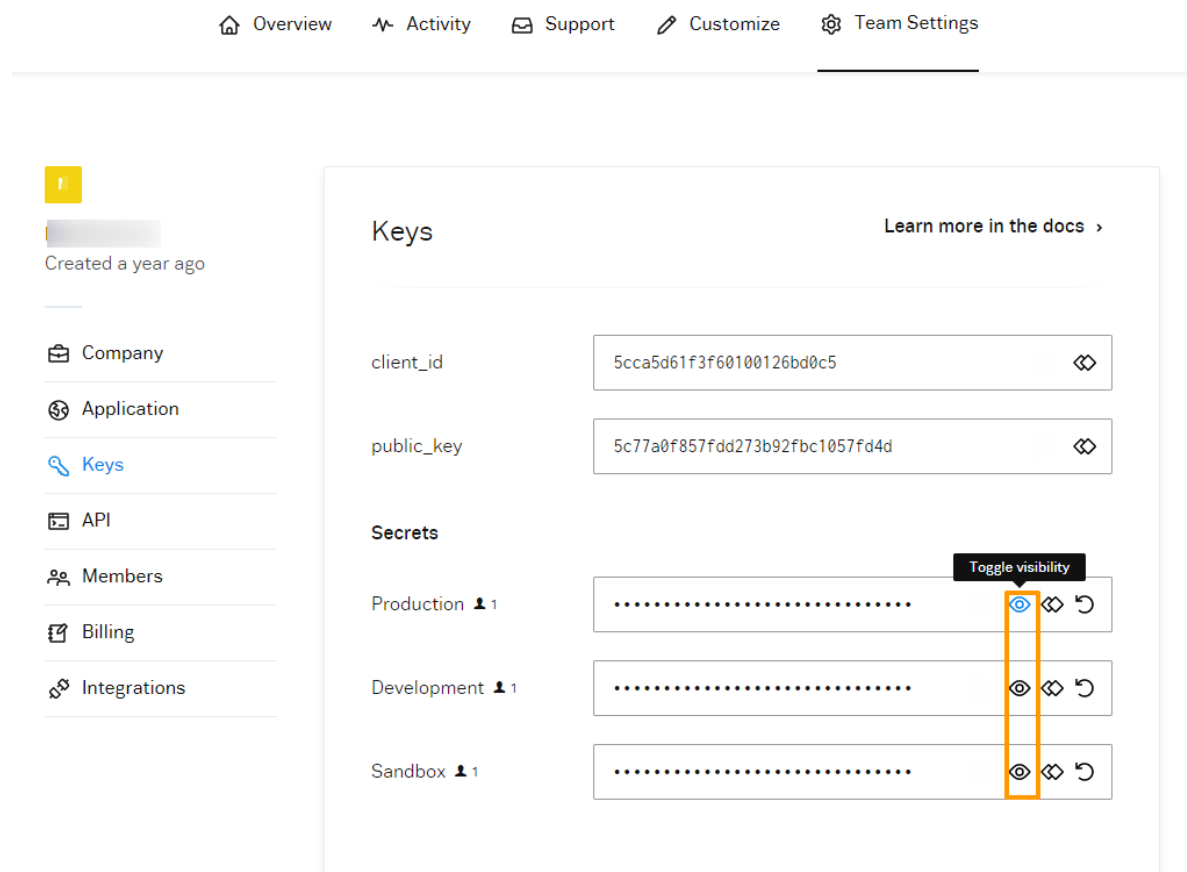 Overview Activity Support Customize Team Settings
Created a year ago
Company
Application
Keys
API
Members
Billing
Integrations
Keys
Learn more in the docs ›
client_id
5cca5d61f3f60100126bd0c5
public_key
5c77a0f857fdd273b92fbc1057fd4d
Secrets
Toggle visibility
Production 1
Development 1
Sandbox 1